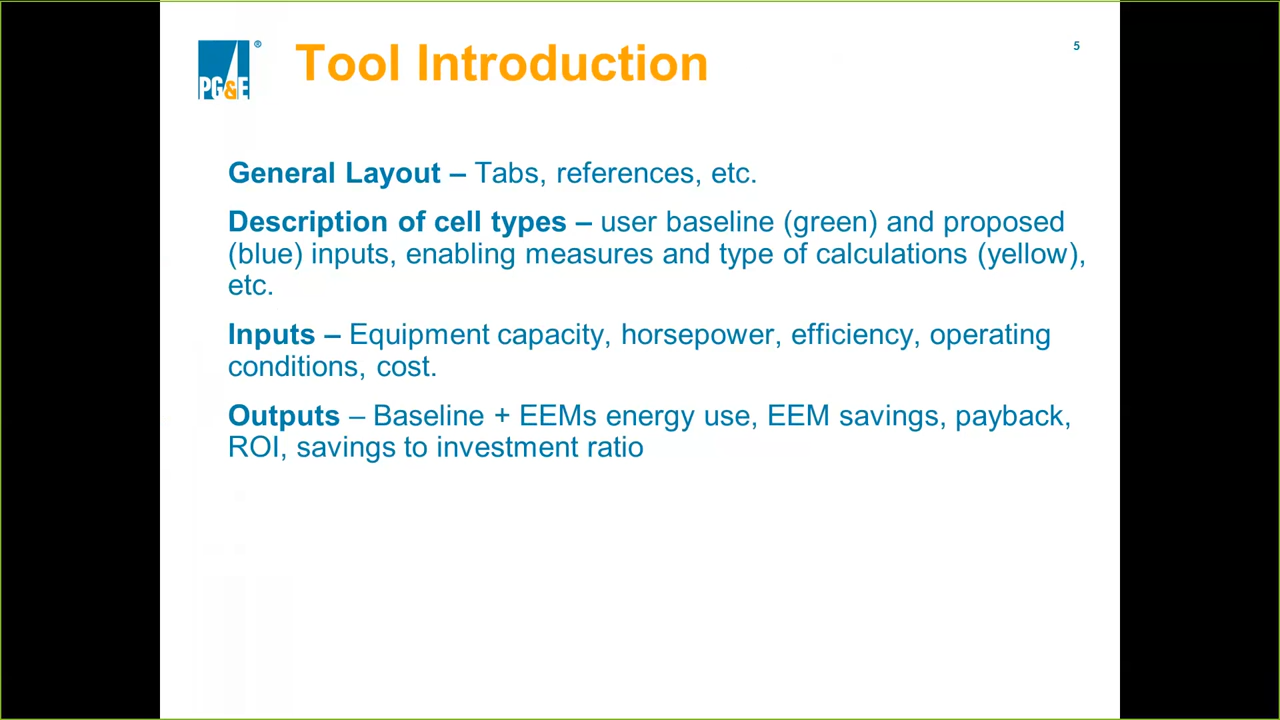 PG&E®
Tool Introduction
5
General Layout – Tabs, references, etc.
Description of cell types – user baseline (green) and proposed
(blue) inputs, enabling measures and type of calculations (yellow),
etc.
Inputs – Equipment capacity, horsepower, efficiency, operating
conditions, cost.
Outputs – Baseline + EEMs energy use, EEM savings, payback,
ROI, savings to investment ratio